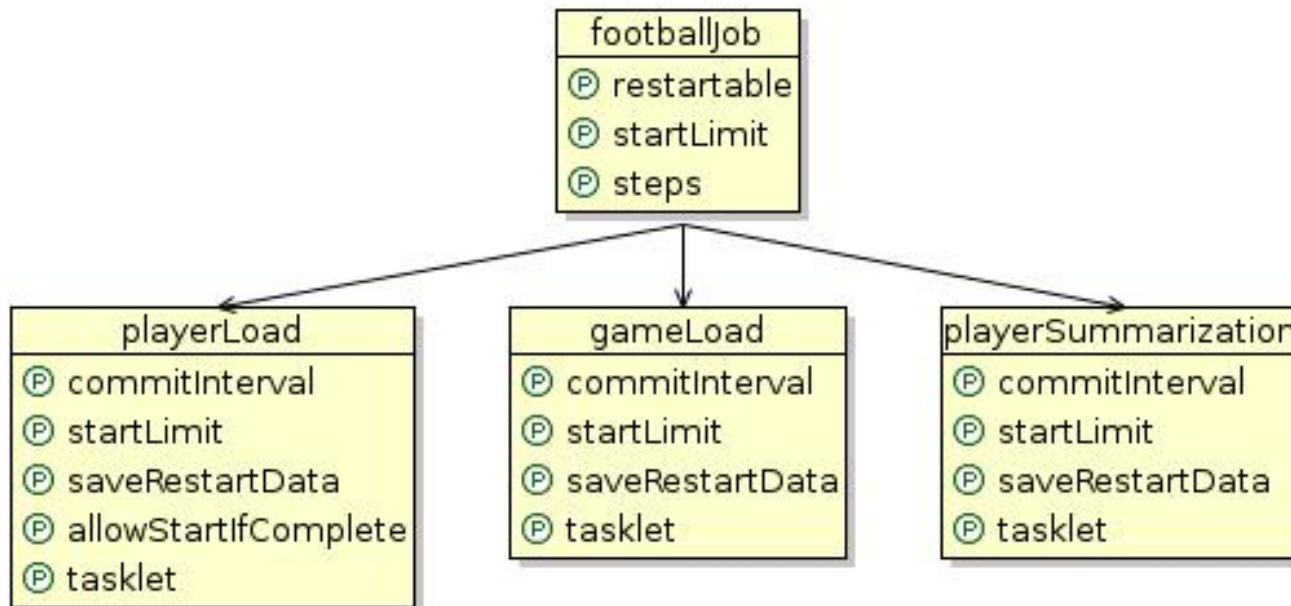 footballJob
P restartable
P startLimit
P steps
playerLoad
P commitInterval
P startLimit
P saveRestartData
P allowStartIfComplete
P tasklet
gameLoad
P commitInterval
P startLimit
P saveRestartData
P tasklet
playerSummarization
P commitInterval
P startLimit
P saveRestartData
P tasklet